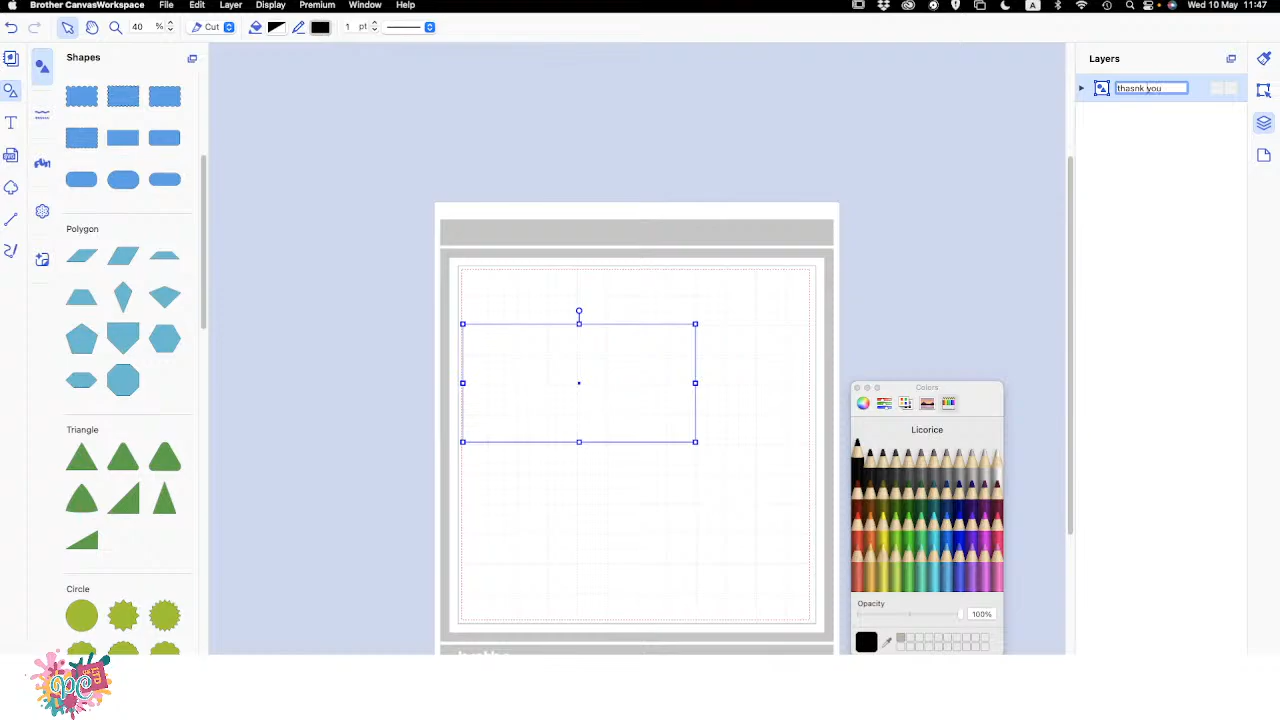 Brother CanvasWorkspace File Edit Layer Display Premium Window Help A Wed 10 May 11:47
40 % Cut 1 pt
Shapes
Layers
thasnk you
Polygon
Triangle
Circle
Colors
Licorice
Opacity
100%
PC